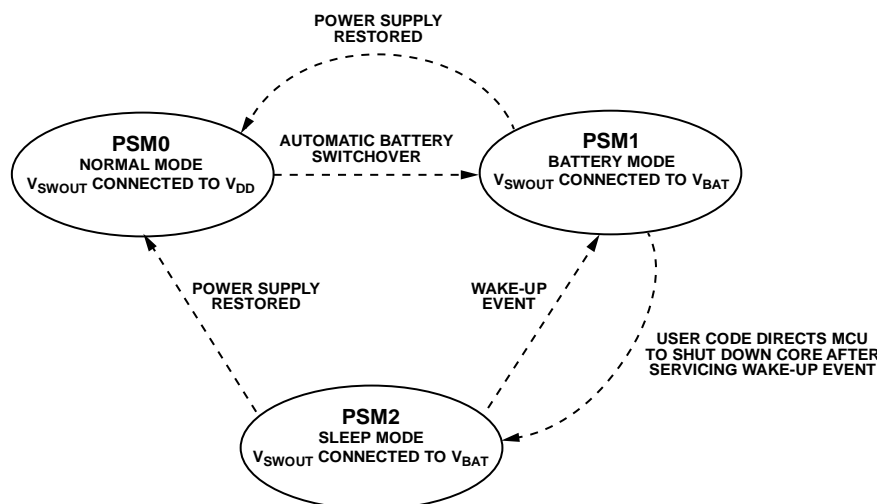 POWER SUPPLY
RESTORED
PSM0
NORMAL MODE
VSWOUT CONNECTED TO VDD
AUTOMATIC BATTERY
SWITCHOVER
PSM1
BATTERY MODE
VSWOUT CONNECTED TO VBAT
POWER SUPPLY
RESTORED
WAKE-UP
EVENT
USER CODE DIRECTS MCU
TO SHUT DOWN CORE AFTER
SERVICING WAKE-UP EVENT
PSM2
SLEEP MODE
VSWOUT CONNECTED TO VBAT